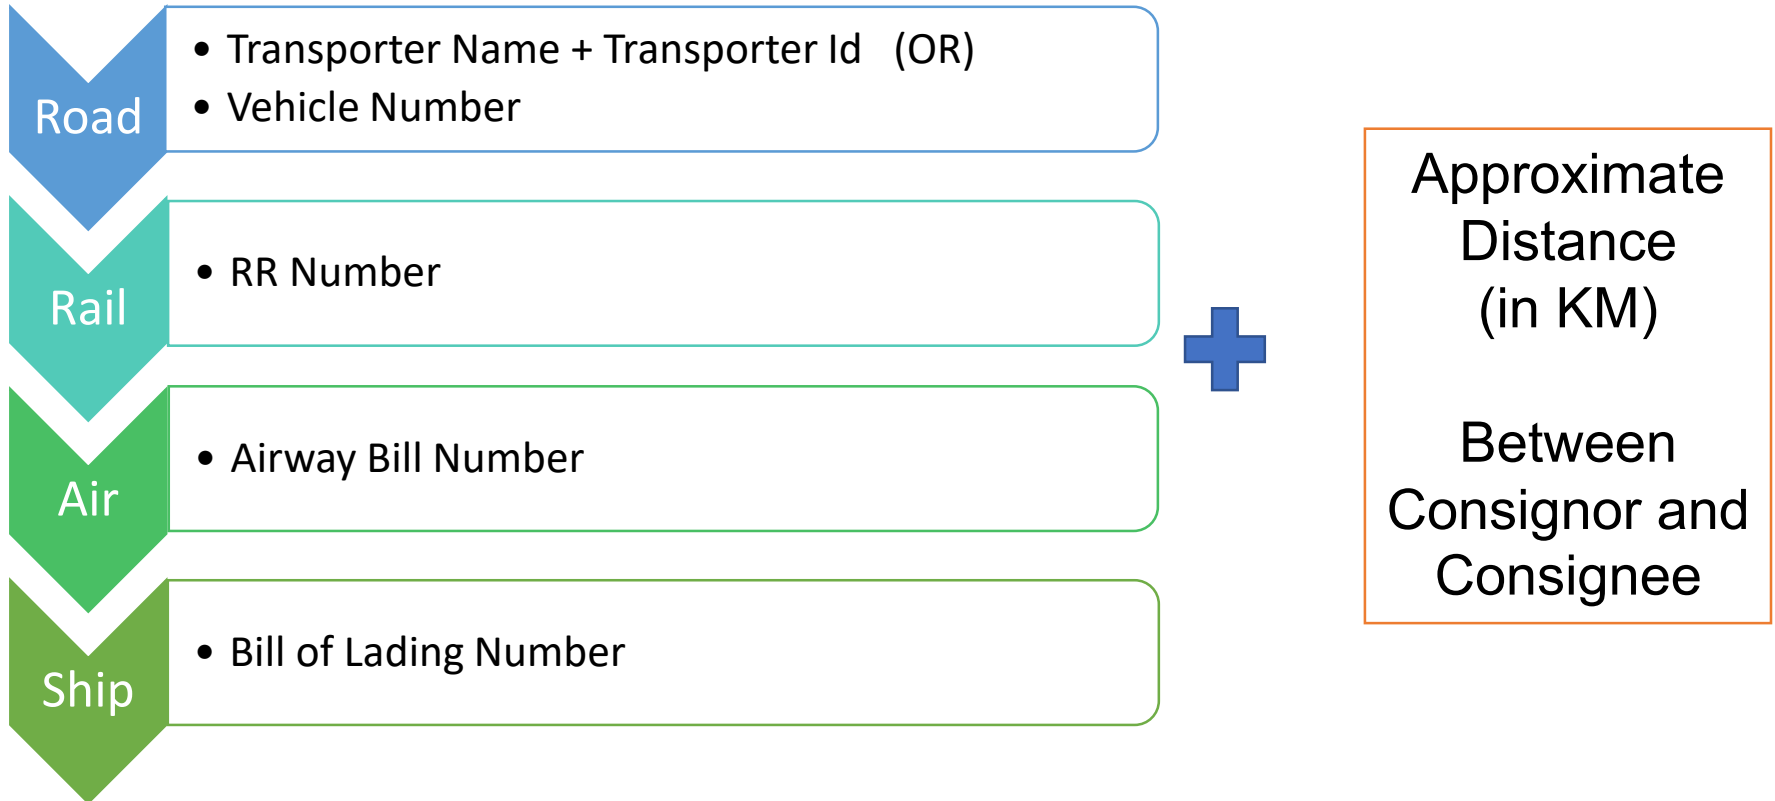 Road
• Transporter Name + Transporter Id (OR)
• Vehicle Number
Rail
• RR Number
Air
• Airway Bill Number
Ship
• Bill of Lading Number
Approximate
Distance
(in KM)
Between
Consignor and
Consignee